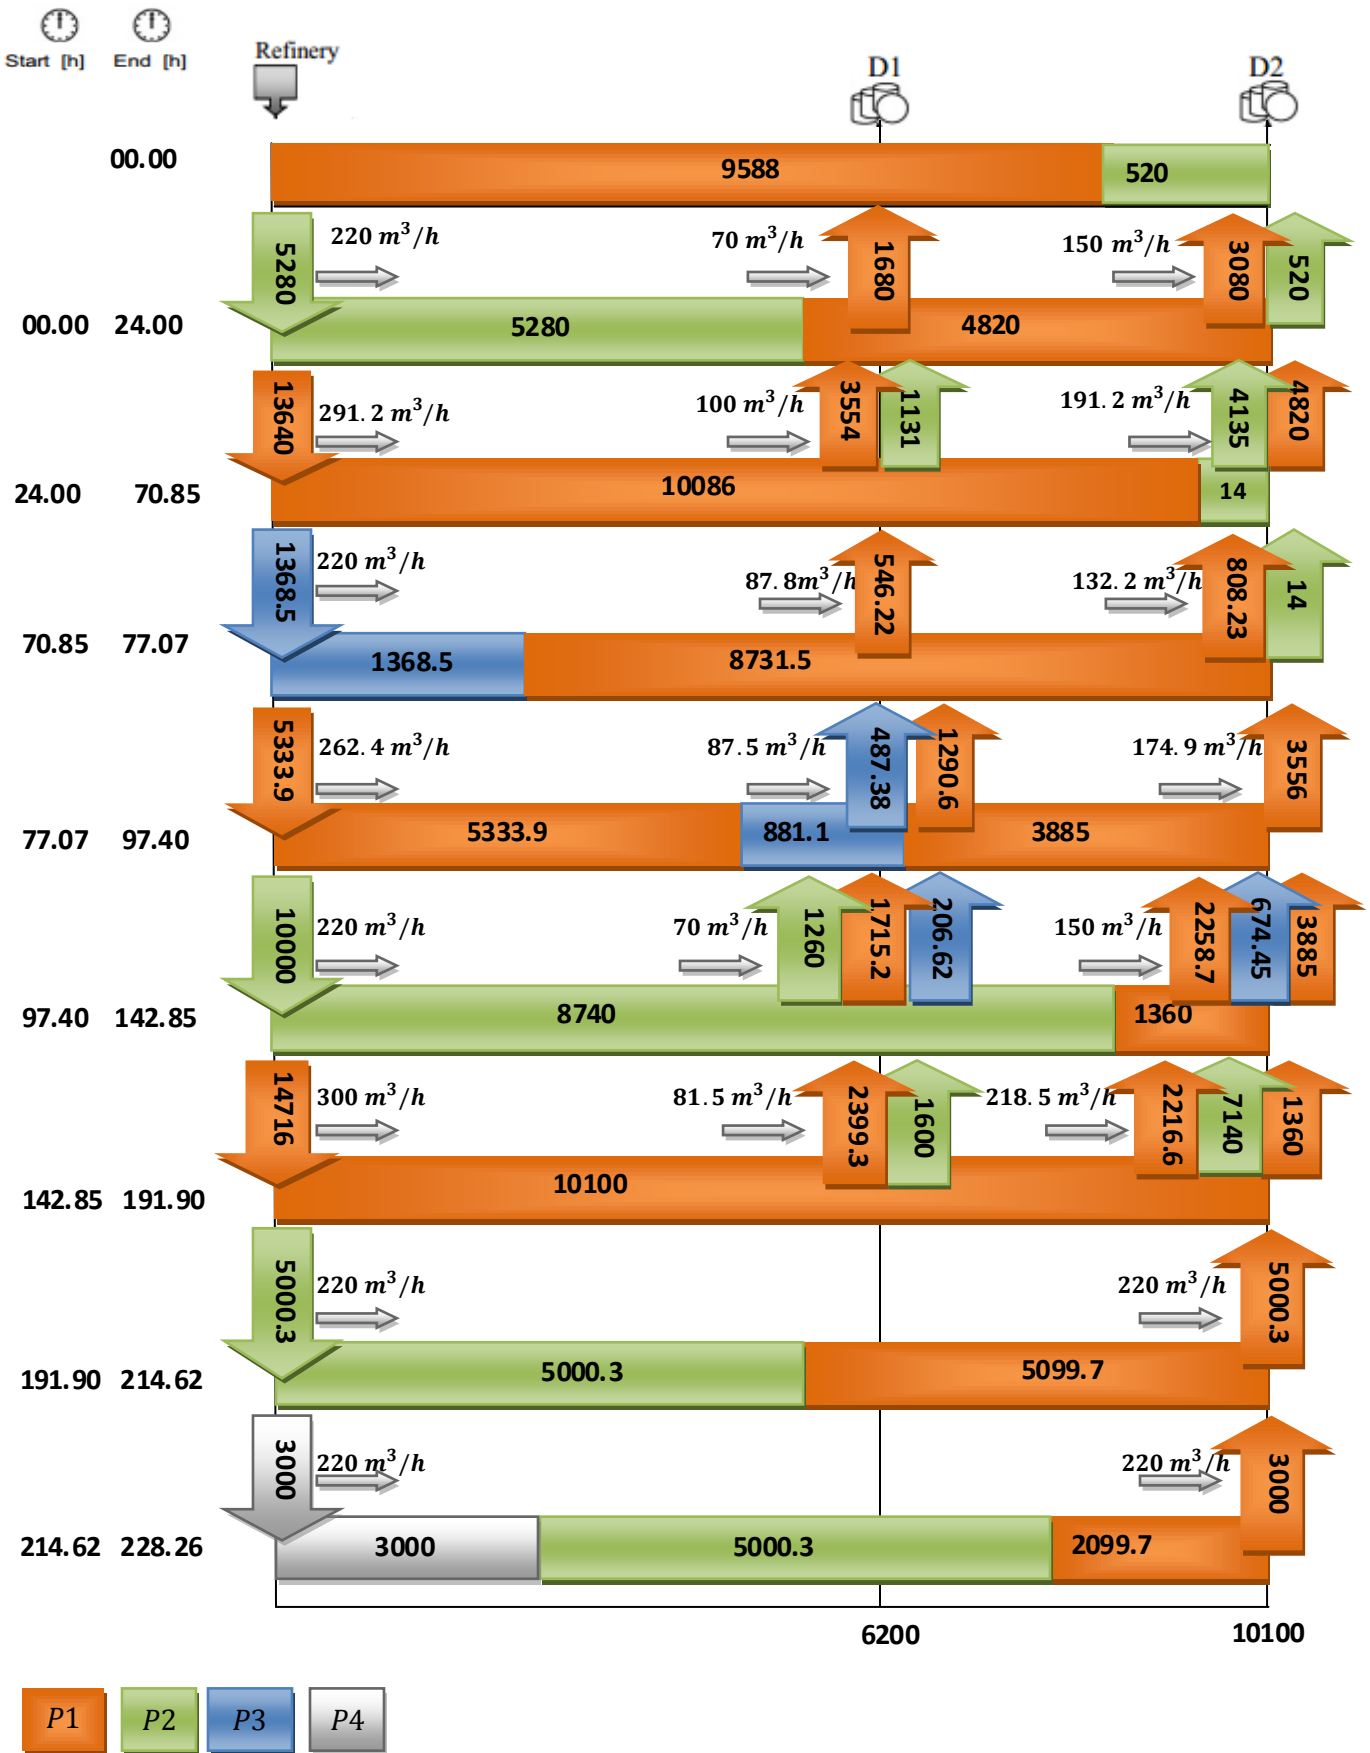 Start [h] End [h]
Refinery
D1
D2
00.00
9588
520
5280
220 m³/h
70 m³/h
1680
150 m³/h
3080
520
00.00 24.00
5280
4820
13640
291.2 m³/h
100 m³/h
3554
1131
191.2 m³/h
4135
4820
24.00 70.85
10086
14
1368.5
220 m³/h
87.8m³/h
546.22
132.2 m³/h
808.23
14
70.85 77.07
1368.5
8731.5
5333.9
262.4 m³/h
87.5 m³/h
487.38
1290.6
174.9 m³/h
3556
77.07 97.40
5333.9
881.1
3885
10000
220 m³/h
70 m³/h
1260
1715.2
206.62
150 m³/h
2258.7
674.45
3885
97.40 142.85
8740
1360
14716
300 m³/h
81.5 m³/h
2399.3
1600
218.5 m³/h
2216.6
7140
1360
142.85 191.90
10100
5000.3
220 m³/h
220 m³/h
5000.3
191.90 214.62
5000.3
5099.7
3000
220 m³/h
220 m³/h
3000
214.62 228.26
3000
5000.3
2099.7
6200
10100
P1 P2 P3 P4